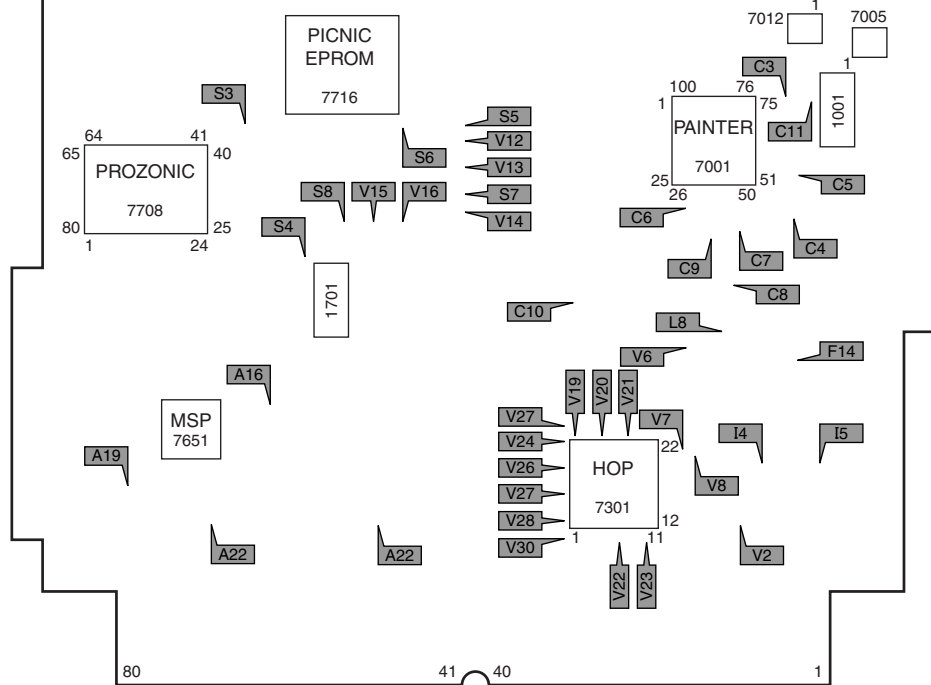 1
7012
7005
PICNIC
EPROM
7716
C3
1
S3
100
76
1
75
1001
S5
PAINTER
C11
64
41
V12
65
40
S6
V13
7001
PROZONIC
25
51
C5
S8
V15
V16
S7
26
50
7708
80
25
S4
V14
C6
1
24
C4
C9
C7
1701
C8
C10
L8
V6
F14
A16
V19
V20
V21
MSP
7651
V27
V7
V24
I4
I5
22
A19
V26
HOP
V8
V27
7301
V28
12
V30
1
11
A22
A22
V2
V22
V23
80
41
40
1